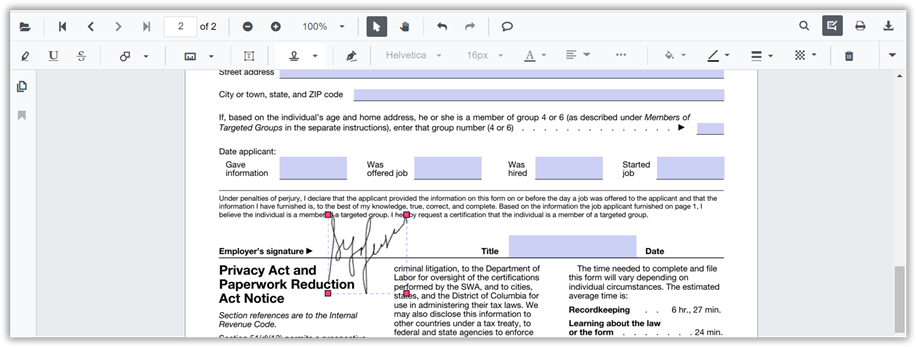 2 of 2 100%
U S T Helvetica 16px A
Street address
City or town, state, and ZIP code
If, based on the individual's age and home address, he or she is a member of group 4 or 6 (as described under Members of
Targeted Groups in the separate instructions), enter that group number (4 or 6) . . . . . . . . . . . . . ▶
Date applicant:
Gave
information
Was
offered job
Was
hired
Started
job
Under penalties of perjury, I declare that the applicant provided the information on this form on or before the day a job was offered to the applicant and that the
information I have furnished is, to the best of my knowledge, true, correct, and complete. Based on the information the job applicant furnished on page 1, I
believe the individual is a member a targeted group. I by request a certification that the individual is a member of a targeted group.
Employer's signature ▶ Title Date
Privacy Act and
Paperwork Reduction
Act Notice
Section references are to the Internal
Revenue Code.
criminal litigation, to the Department of
Labor for oversight of the certifications
performed by the SWA, and to cities,
states, and the District of Columbia for
use in administering their tax laws. We
may also disclose this information to
other countries under a tax treaty, to
federal and state agencies to enforce
The time needed to complete and file
this form will vary depending on
individual circumstances. The estimated
average time is:
Recordkeeping . . 6 hr., 27 min.
Learning about the law
or the form . . . . . . . 24 min.